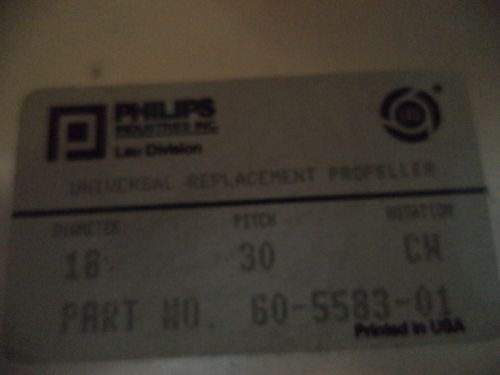 PHILIPS
INDUSTRIES INC.
Lau Division
UNIVERSAL REPLACEMENT PROPELLER
DIAMETER PITCH ROTATION
18 30 CW
PART NO. 60-5583-01
Printed in USA